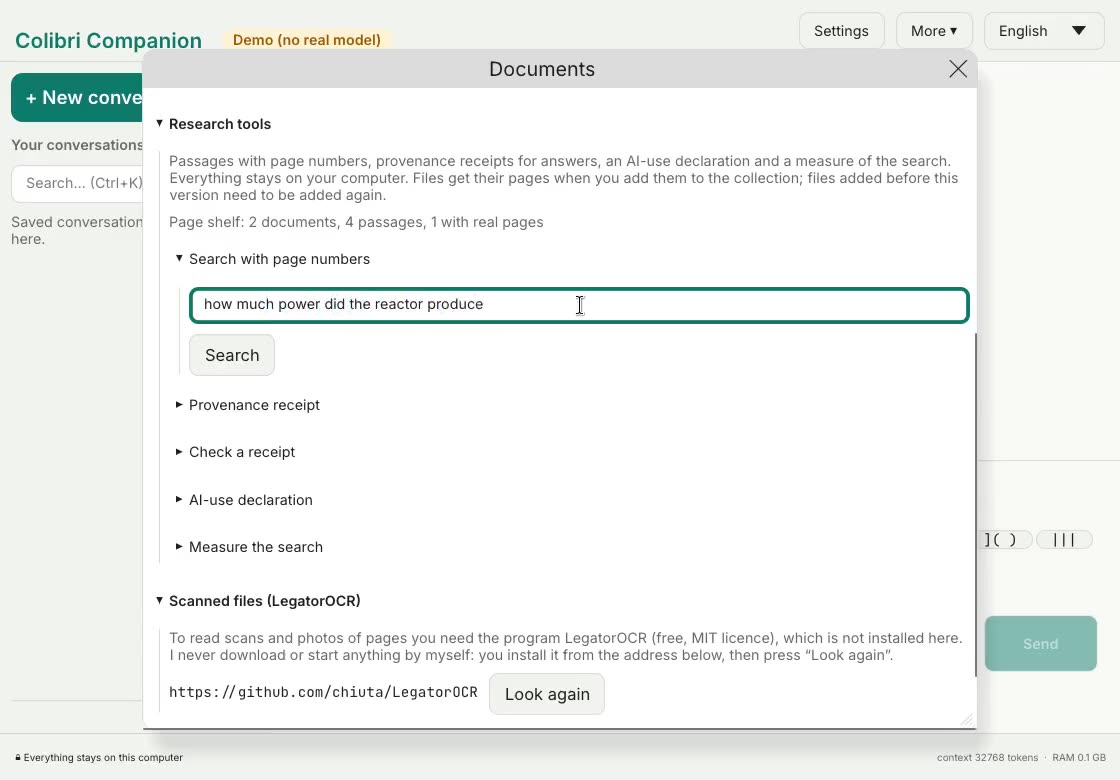 Colibri Companion
Demo (no real model)
Settings
More ▾
English
Documents
+ New conve
Your conversations
Search... (Ctrl+K)
Saved conversation
here.
▾ Research tools
Passages with page numbers, provenance receipts for answers, an AI-use declaration and a measure of the search.
Everything stays on your computer. Files get their pages when you add them to the collection; files added before this
version need to be added again.
Page shelf: 2 documents, 4 passages, 1 with real pages
▾ Search with page numbers
how much power did the reactor produce
Search
▸ Provenance receipt
▸ Check a receipt
▸ AI-use declaration
▸ Measure the search
](  )
|||
▾ Scanned files (LegatorOCR)
To read scans and photos of pages you need the program LegatorOCR (free, MIT licence), which is not installed here.
I never download or start anything by myself: you install it from the address below, then press “Look again”.
https://github.com/chiuta/LegatorOCR
Look again
Send
Everything stays on this computer
context 32768 tokens · RAM 0.1 GB